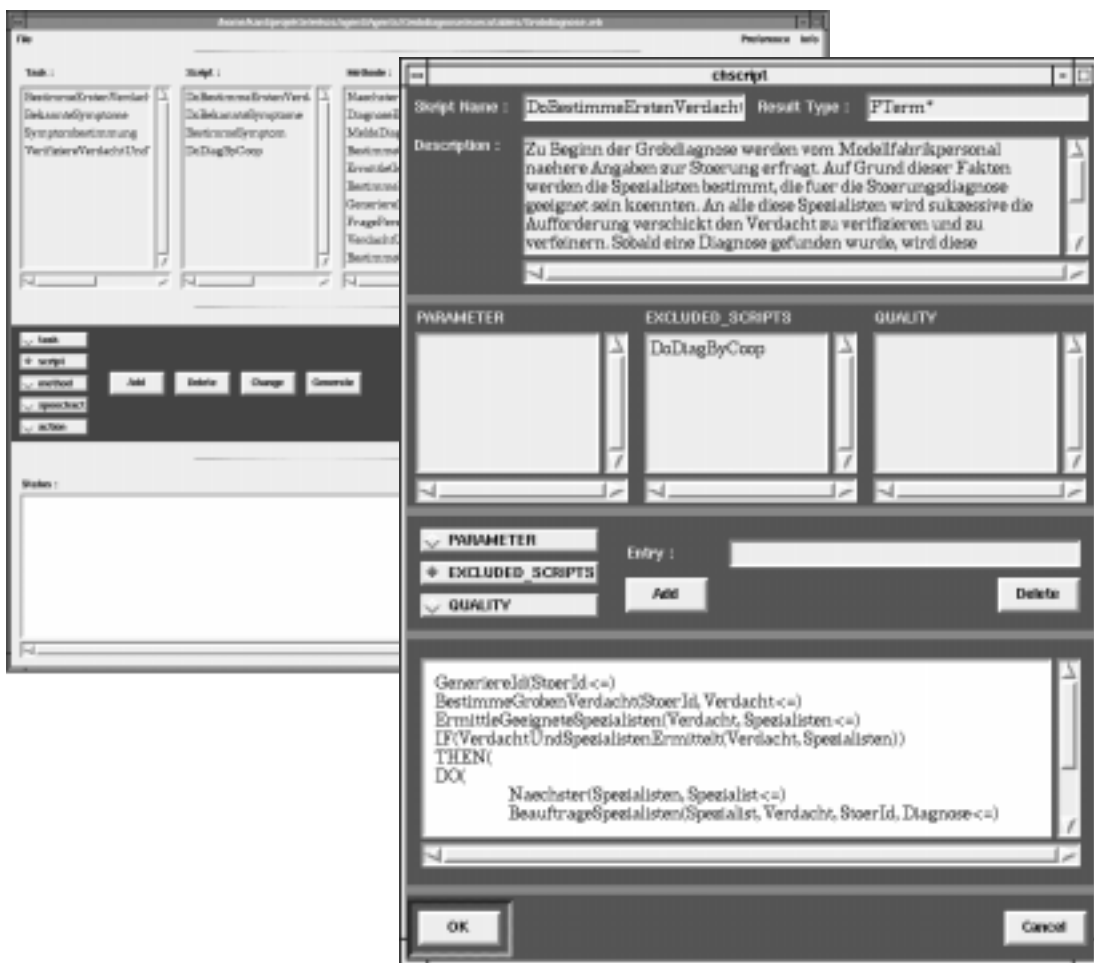 File
Preference Info
Task :
Script :
Methode :
BestimmeErstenVerdacht
BekannteSymptome
Symptombestimmung
VerifiziereVerdachtUnd
DoBestimmeErstenVerd
DoBekannteSymptome
BestimmeSymptom
DoDiagByCoop
Naechster
MeldeDiag
task
script
method
speechact
action
Add
Delete
Change
Generate
Status :
chscript
Skript Name :
DoBestimmeErstenVerdacht
Result Type :
PTerm*
Description :
Zu Beginn der Grobdiagnose werden vom Modellfabrikpersonal
naehere Angaben zur Stoerung erfragt. Auf Grund dieser Fakten
werden die Spezialisten bestimmt, die fuer die Stoerungsdiagnose
geeignet sein koennten. An alle diese Spezialisten wird sukzessive die
Aufforderung verschickt den Verdacht zu verifizieren und zu
verfeinern. Sobald eine Diagnose gefunden wurde, wird diese
PARAMETER
EXCLUDED_SCRIPTS
QUALITY
DoDiagByCoop
PARAMETER
EXCLUDED_SCRIPTS
QUALITY
Entry :
Add
Delete
GeneriereId(StoerId<=)
BestimmeGrobenVerdacht(StoerId, Verdacht<=)
ErmittleGeeigneteSpezialisten(Verdacht, Spezialisten<=)
IF(VerdachtUndSpezialistenErmittelt(Verdacht, Spezialisten))
THEN(
DO(
Naechster(Spezialisten, Spezialist<=)
BeauftrageSpezialisten(Spezialist, Verdacht, StoerId, Diagnose<=)
OK
Cancel